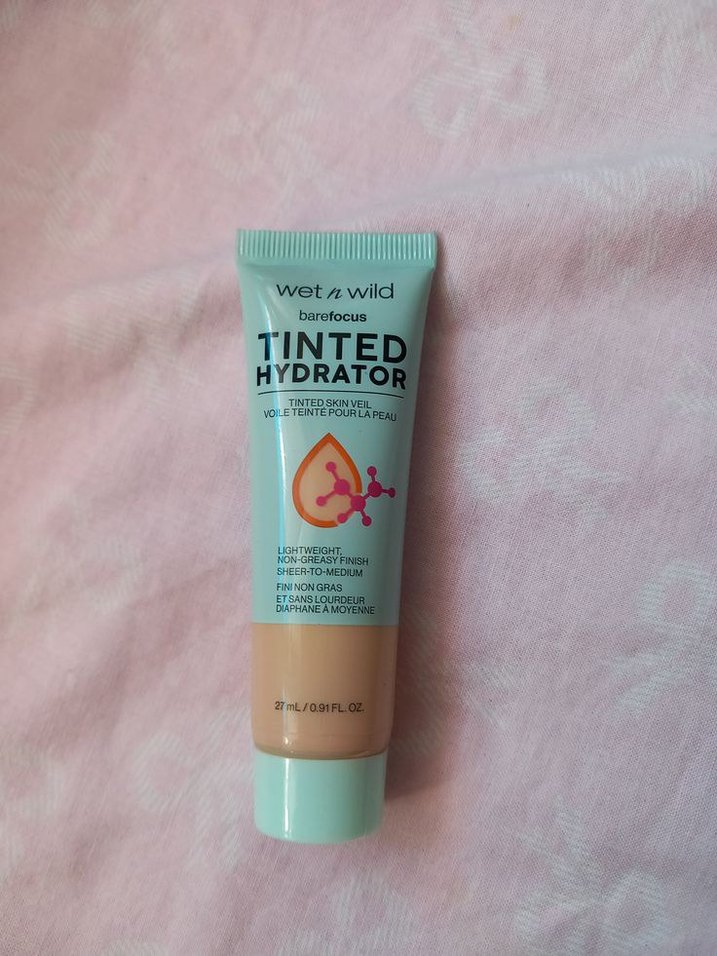 wet n wild
barefocus
TINTED
HYDRATOR
TINTED SKIN VEIL
VOILE TEINTÉ POUR LA PEAU
LIGHTWEIGHT,
NON-GREASY FINISH
SHEER-TO-MEDIUM
FINI NON GRAS
ET SANS LOURDEUR
DIAPHANE À MOYENNE
27 mL / 0.91 FL. OZ.